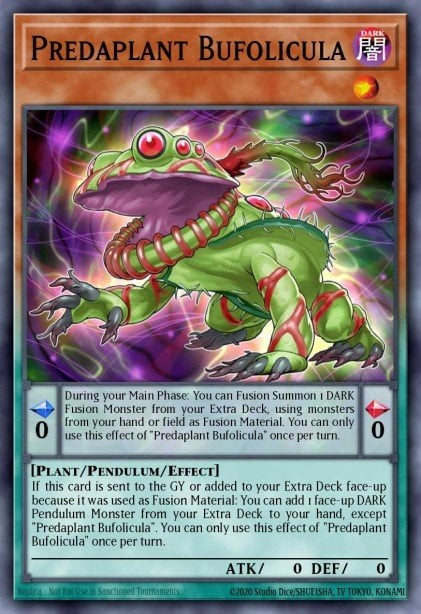 PREDAPLANT BUFOLICULA
DARK
闇
During your Main Phase: You can Fusion Summon 1 DARK
Fusion Monster from your Extra Deck, using monsters
from your hand or field as Fusion Material. You can only
use this effect of "Predaplant Bufolicula" once per turn.
0
0
[PLANT/PENDULUM/EFFECT]
If this card is sent to the GY or added to your Extra Deck face-up
because it was used as Fusion Material: You can add 1 face-up DARK
Pendulum Monster from your Extra Deck to your hand, except
"Predaplant Bufolicula". You can only use this effect of "Predaplant
Bufolicula" once per turn.
ATK/ 0 DEF/ 0
Replica - Not For Use in Sanctioned Tournaments
©2020 Studio Dice/SHUEISHA, TV TOKYO, KONAMI